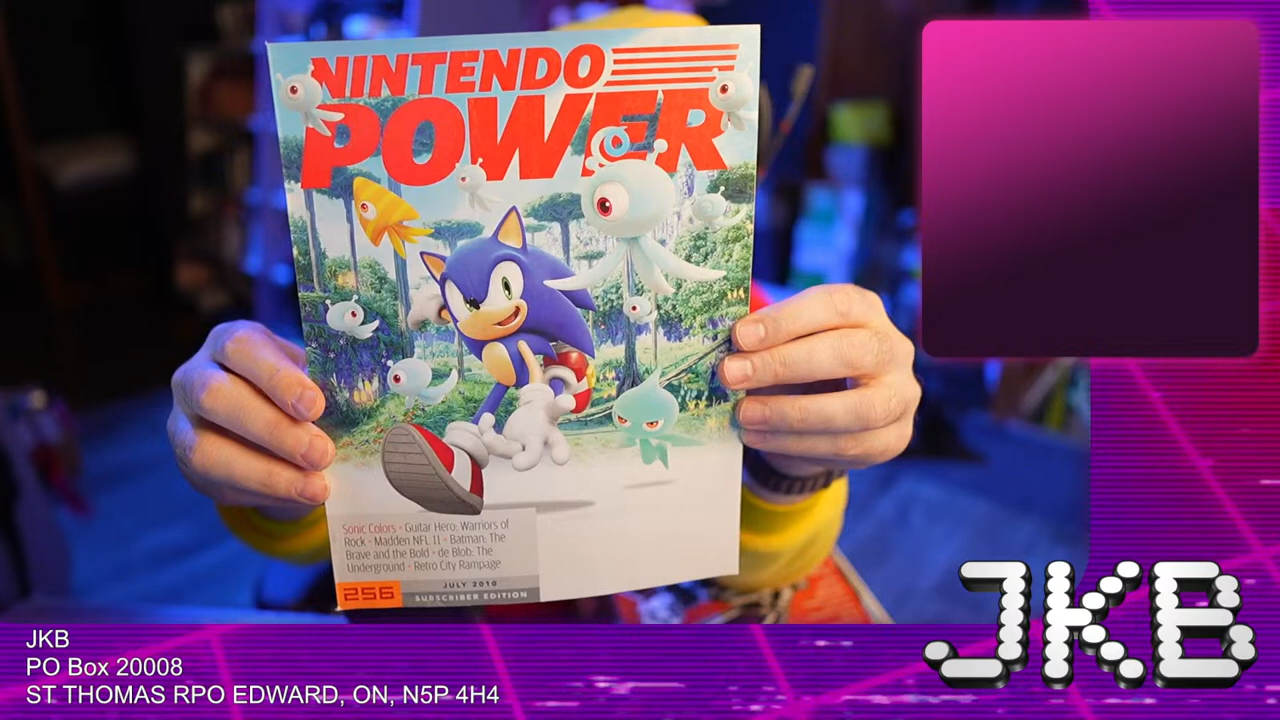 NINTENDO
POWER
Sonic Colors • Guitar Hero: Warriors of
Rock • Madden NFL 11 • Batman: The
Brave and the Bold • de Blob: The
Underground • Retro City Rampage
256
JULY 2010
SUBSCRIBER EDITION
JKB
PO Box 20008
ST THOMAS RPO EDWARD, ON, N5P 4H4
JKB